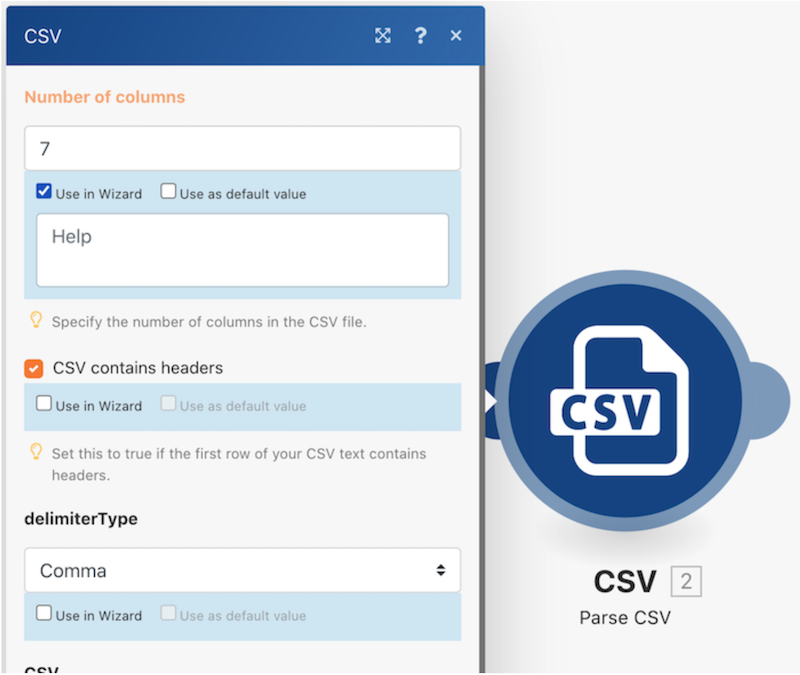 CSV
Number of columns
7
Use in Wizard Use as default value
Help
Specify the number of columns in the CSV file.
CSV contains headers
Use in Wizard Use as default value
Set this to true if the first row of your CSV text contains
headers.
delimiterType
Comma
Use in Wizard Use as default value
CSV
CSV
CSV 2
Parse CSV